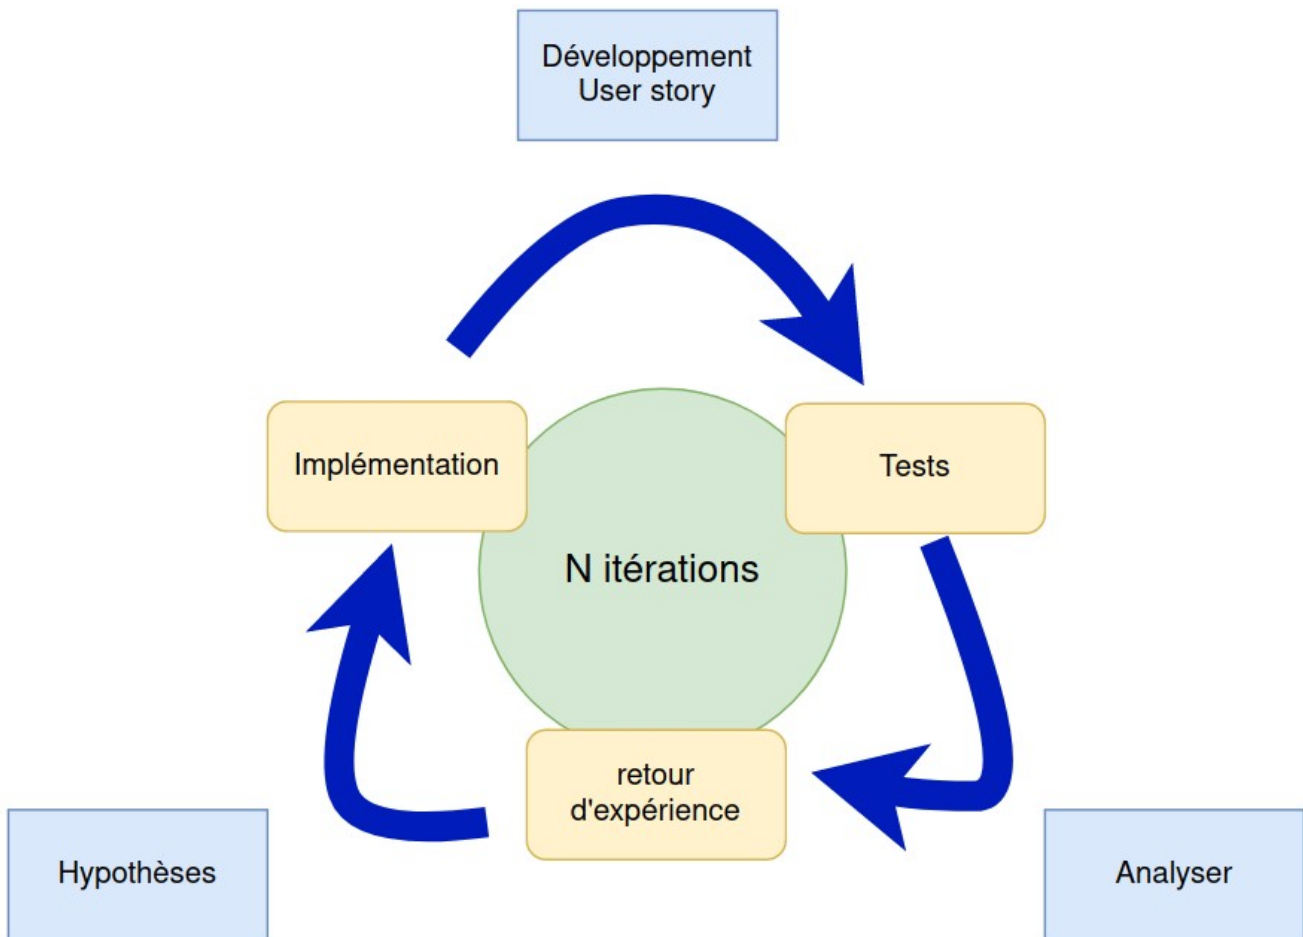 Développement
User story
Implémentation
Tests
N itérations
retour
d'expérience
Hypothèses
Analyser